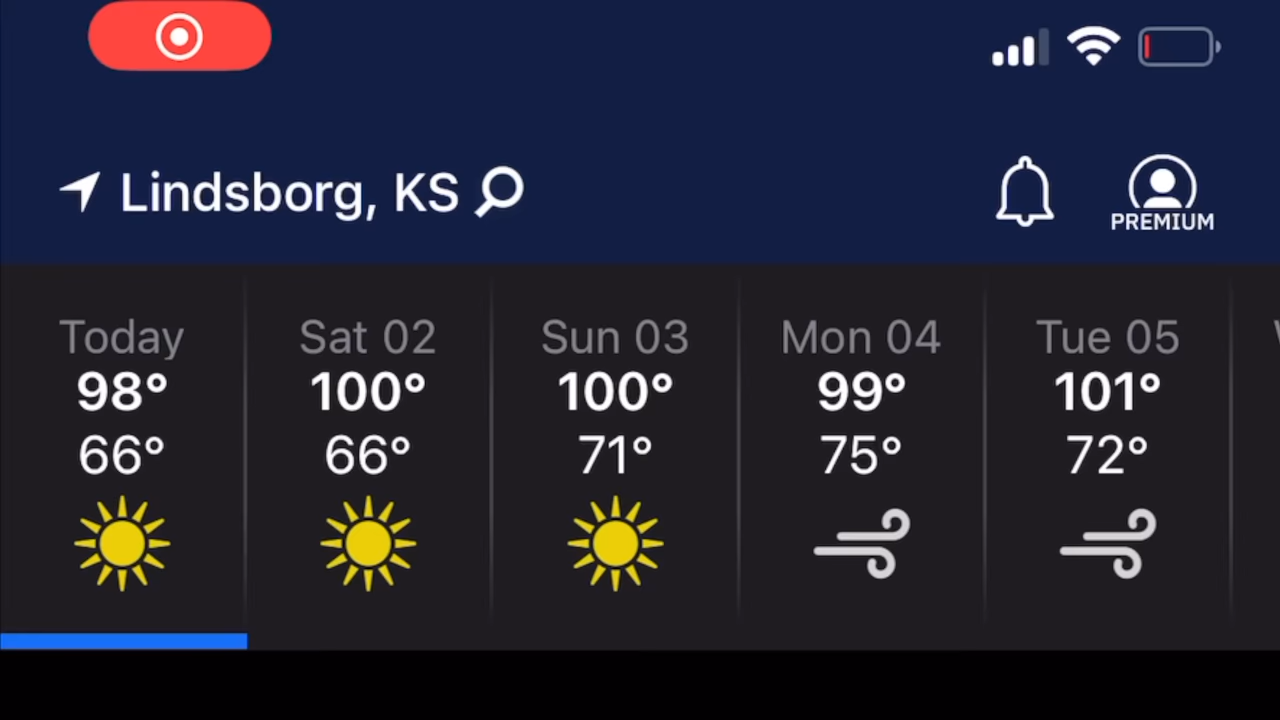 Lindsborg, KS
PREMIUM
Today Sat 02 Sun 03 Mon 04 Tue 05
98° 100° 100° 99° 101°
66° 66° 71° 75° 72°